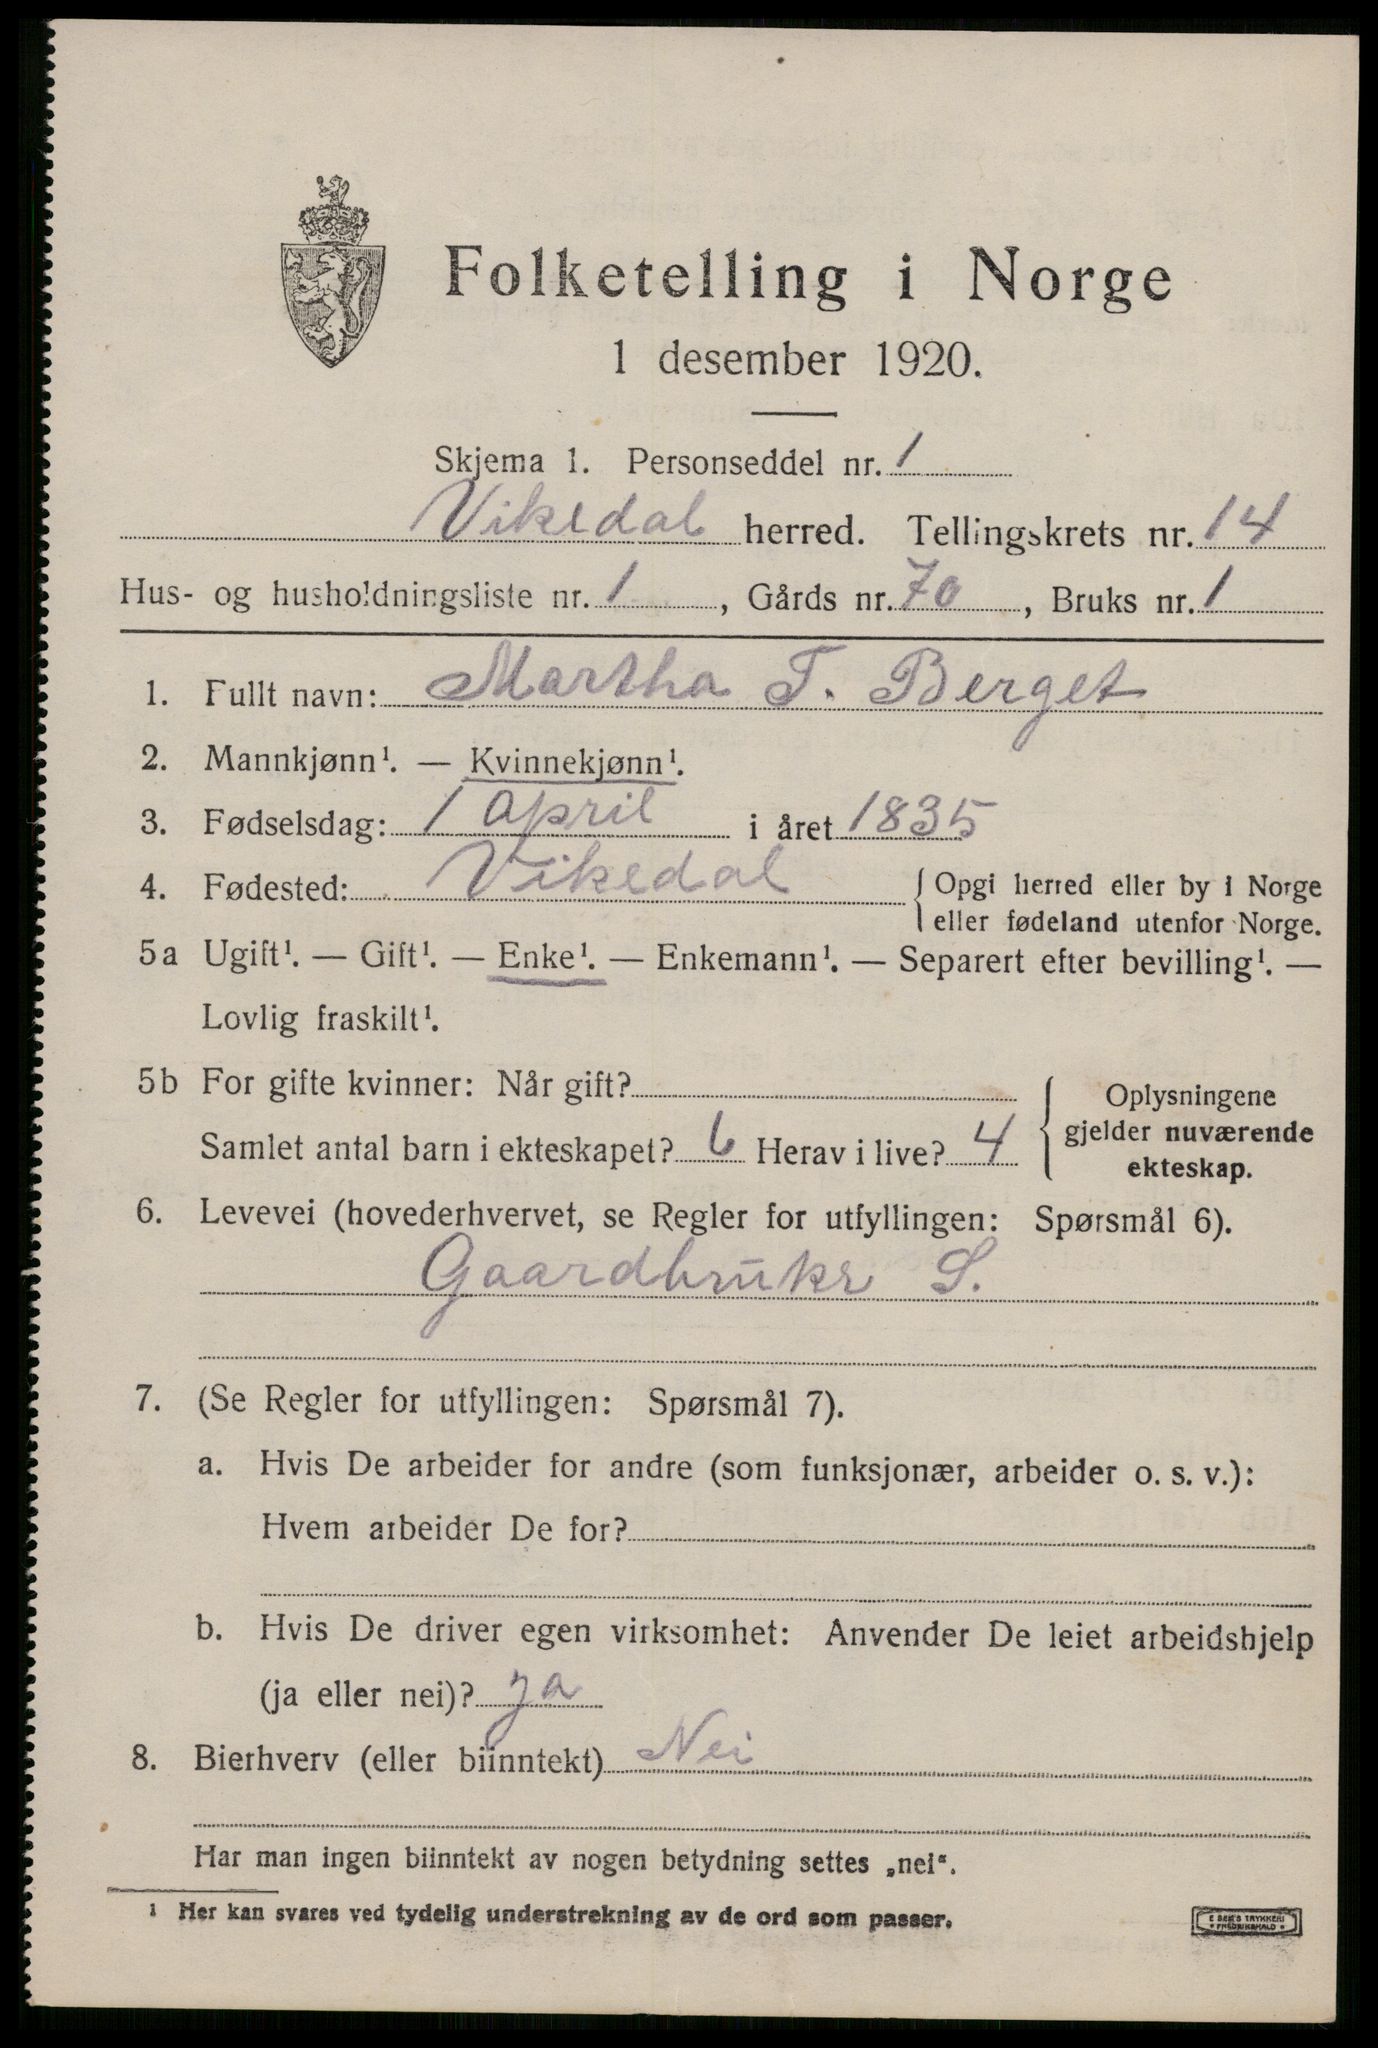 Folketelling i Norge
1 desember 1920.
Skjema 1. Personseddel nr. 1
Vikedal herred. Tellingskrets nr. 14
Hus- og husholdningsliste nr. 1, Gårds nr. 70, Bruks nr. 1
1. Fullt navn: Martha T. Berget
2. Mannkjønn¹. — Kvinnekjønn¹.
3. Fødselsdag: 1 april i året 1835
4. Fødested: Vikedal { Opgi herred eller by i Norge
eller fødeland utenfor Norge.
5a Ugift¹. — Gift¹. — Enke¹. — Enkemann¹. — Separert efter bevilling¹. —
Lovlig fraskilt¹.
5b For gifte kvinner: Når gift?
Samlet antal barn i ekteskapet? 6 Herav i live? 4
Oplysningene
gjelder nuværende
ekteskap.
6. Levevei (hovederhvervet, se Regler for utfyllingen: Spørsmål 6).
Gaardbruker S.
7. (Se Regler for utfyllingen: Spørsmål 7).
a. Hvis De arbeider for andre (som funksjonær, arbeider o. s. v.):
Hvem arbeider De for?
b. Hvis De driver egen virksomhet: Anvender De leiet arbeidshjelp
(ja eller nei)? ja
8. Bierhverv (eller biinntekt) Nei
Har man ingen biinntekt av nogen betydning settes „nei“.
¹ Her kan svares ved tydelig understrekning av de ord som passer.
E SEM'S TRYKKERI
FREDRIKSHALD